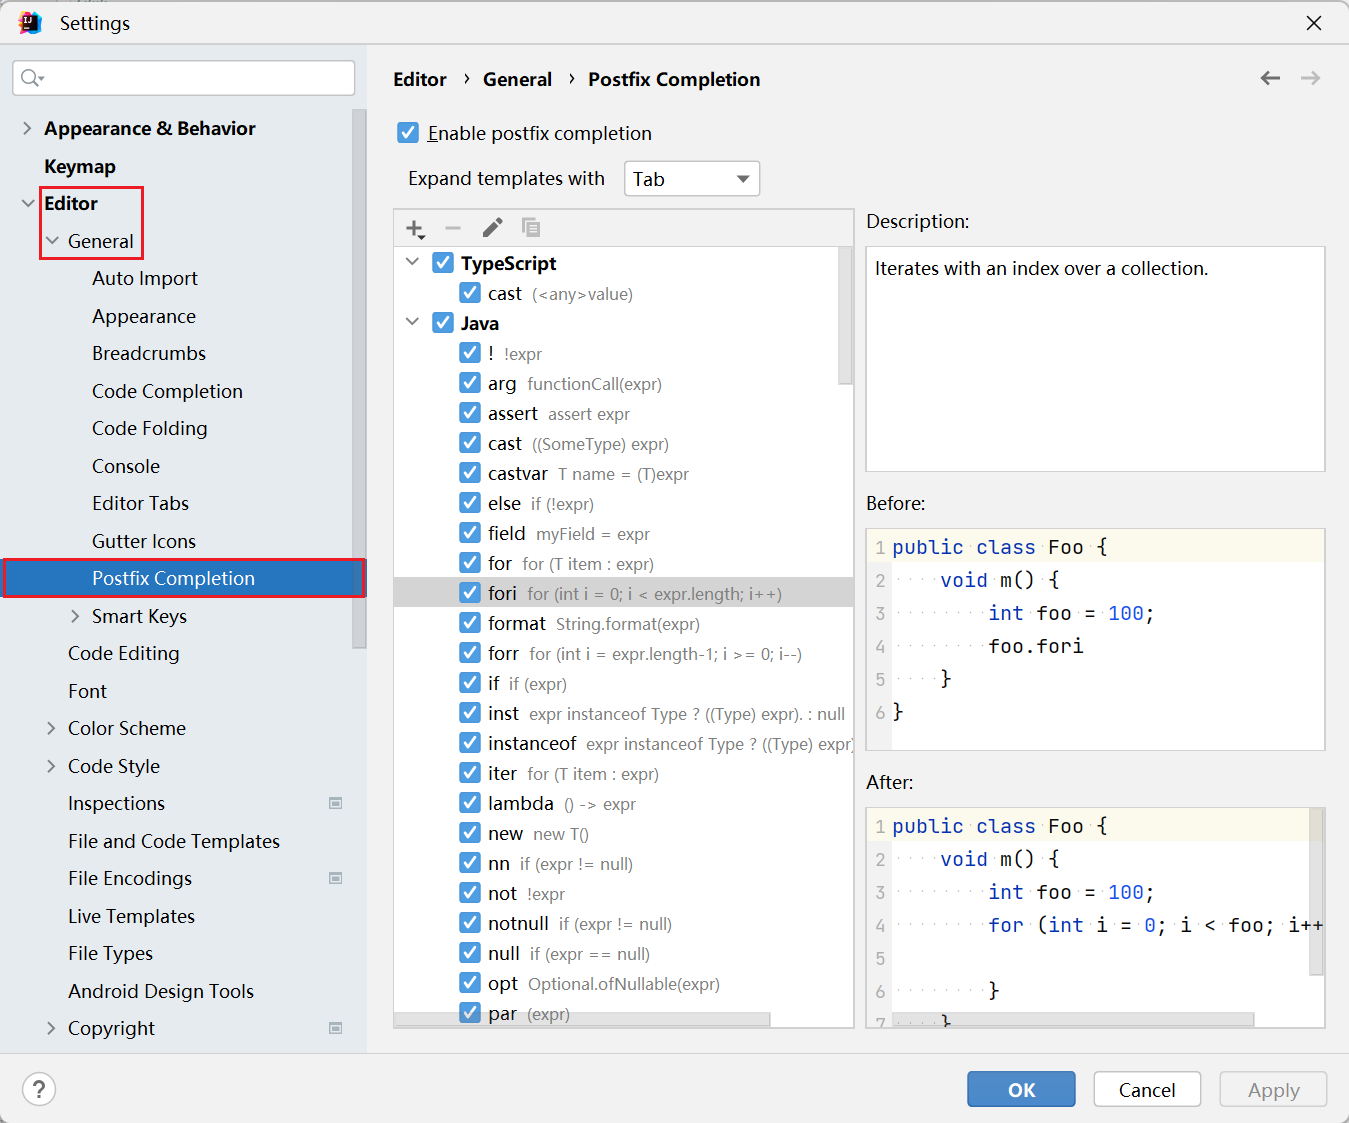 Settings
Appearance & Behavior
Keymap
Editor
General
Auto Import
Appearance
Breadcrumbs
Code Completion
Code Folding
Console
Editor Tabs
Gutter Icons
Postfix Completion
Smart Keys
Code Editing
Font
Color Scheme
Code Style
Inspections
File and Code Templates
File Encodings
Live Templates
File Types
Android Design Tools
Copyright
Editor › General › Postfix Completion
Enable postfix completion
Expand templates with Tab
TypeScript
cast (<any>value)
Java
! !expr
arg functionCall(expr)
assert assert expr
cast ((SomeType) expr)
castvar T name = (T)expr
else if (!expr)
field myField = expr
for for (T item : expr)
fori for (int i = 0; i < expr.length; i++)
format String.format(expr)
forr for (int i = expr.length-1; i >= 0; i--)
if if (expr)
inst expr instanceof Type ? ((Type) expr). : null
instanceof expr instanceof Type ? ((Type) expr)
iter for (T item : expr)
lambda () -> expr
new new T()
nn if (expr != null)
not !expr
notnull if (expr != null)
null if (expr == null)
opt Optional.ofNullable(expr)
par (expr)
Description:
Iterates with an index over a collection.
Before:
1 public class Foo {
2 void m() {
3 int foo = 100;
4 foo.fori
5 }
6 }
After:
1 public class Foo {
2 void m() {
3 int foo = 100;
4 for (int i = 0; i < foo; i++
5
6 }
7 }
?
OK
Cancel
Apply